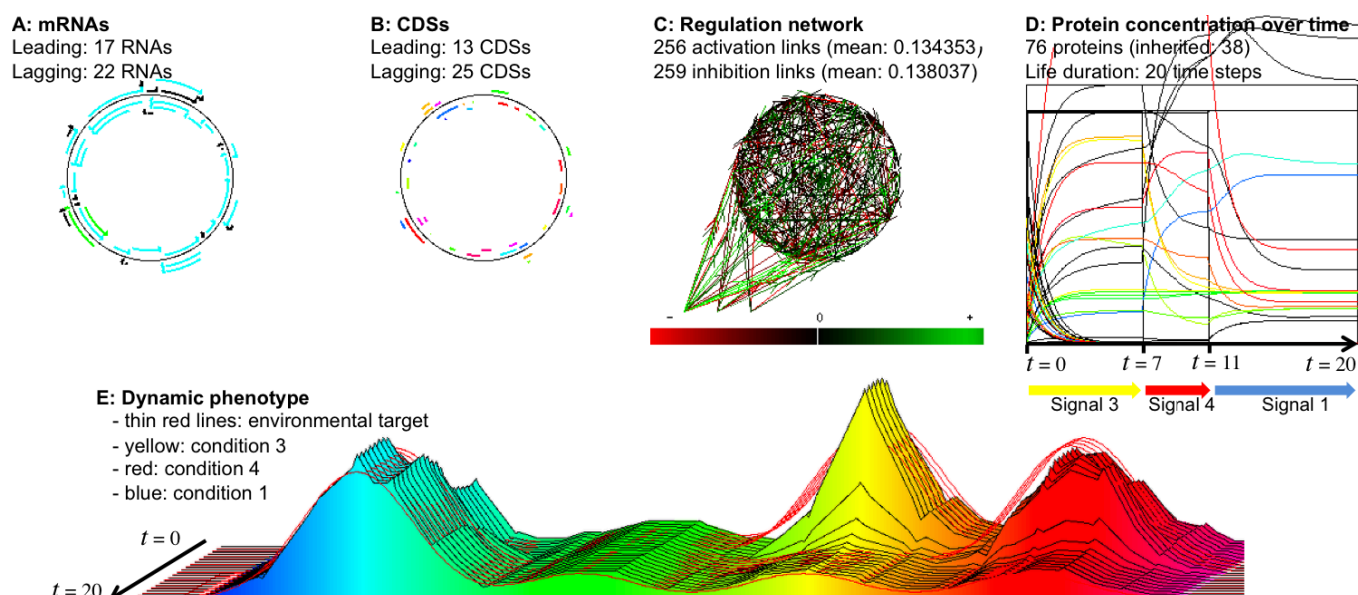 A: mRNAs
Leading: 17 RNAs
Lagging: 22 RNAs
B: CDSs
Leading: 13 CDSs
Lagging: 25 CDSs
C: Regulation network
256 activation links (mean: 0.134353)
259 inhibition links (mean: 0.138037)
− 0 +
D: Protein concentration over time
76 proteins (inherited: 38)
Life duration: 20 time steps
t = 0 t = 7 t = 11 t = 20
Signal 3 Signal 4 Signal 1
E: Dynamic phenotype
- thin red lines: environmental target
- yellow: condition 3
- red: condition 4
- blue: condition 1
t = 0
t = 20